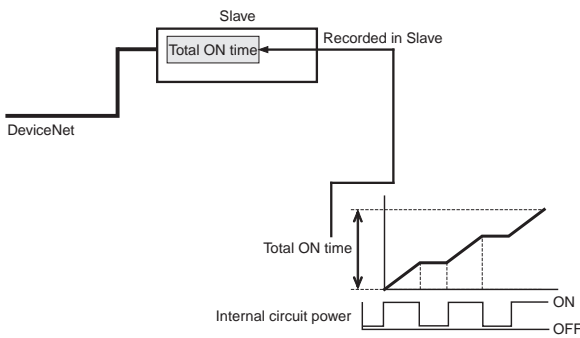 Slave
Total ON time
Recorded in Slave
DeviceNet
Total ON time
Internal circuit power
ON
OFF